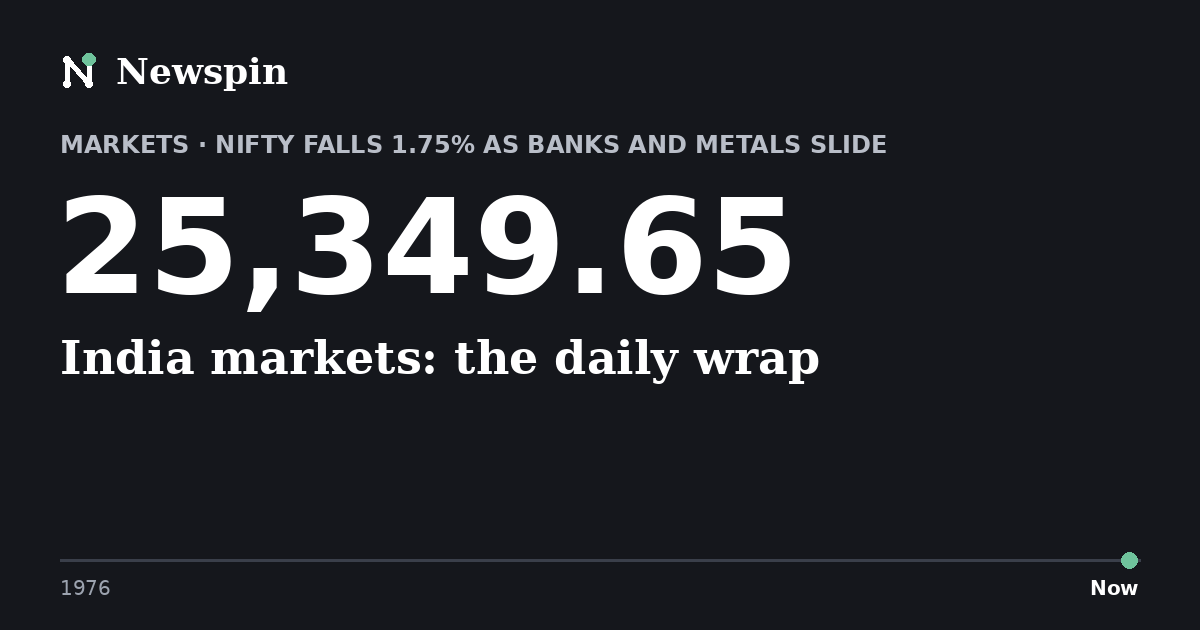 Newspin
MARKETS · NIFTY FALLS 1.75% AS BANKS AND METALS SLIDE
25,349.65
India markets: the daily wrap
1976
Now